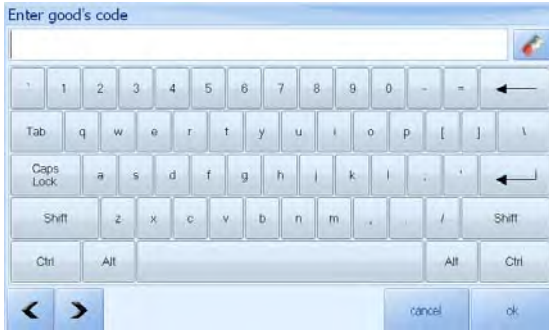 Enter good's code
` 1 2 3 4 5 6 7 8 9 0 - =
Tab q w e r t y u i o p [ ] \
Caps Lock a s d f g h j k l ; '
Shift z x c v b n m , . / Shift
Ctrl Alt Alt Ctrl
cancel ok